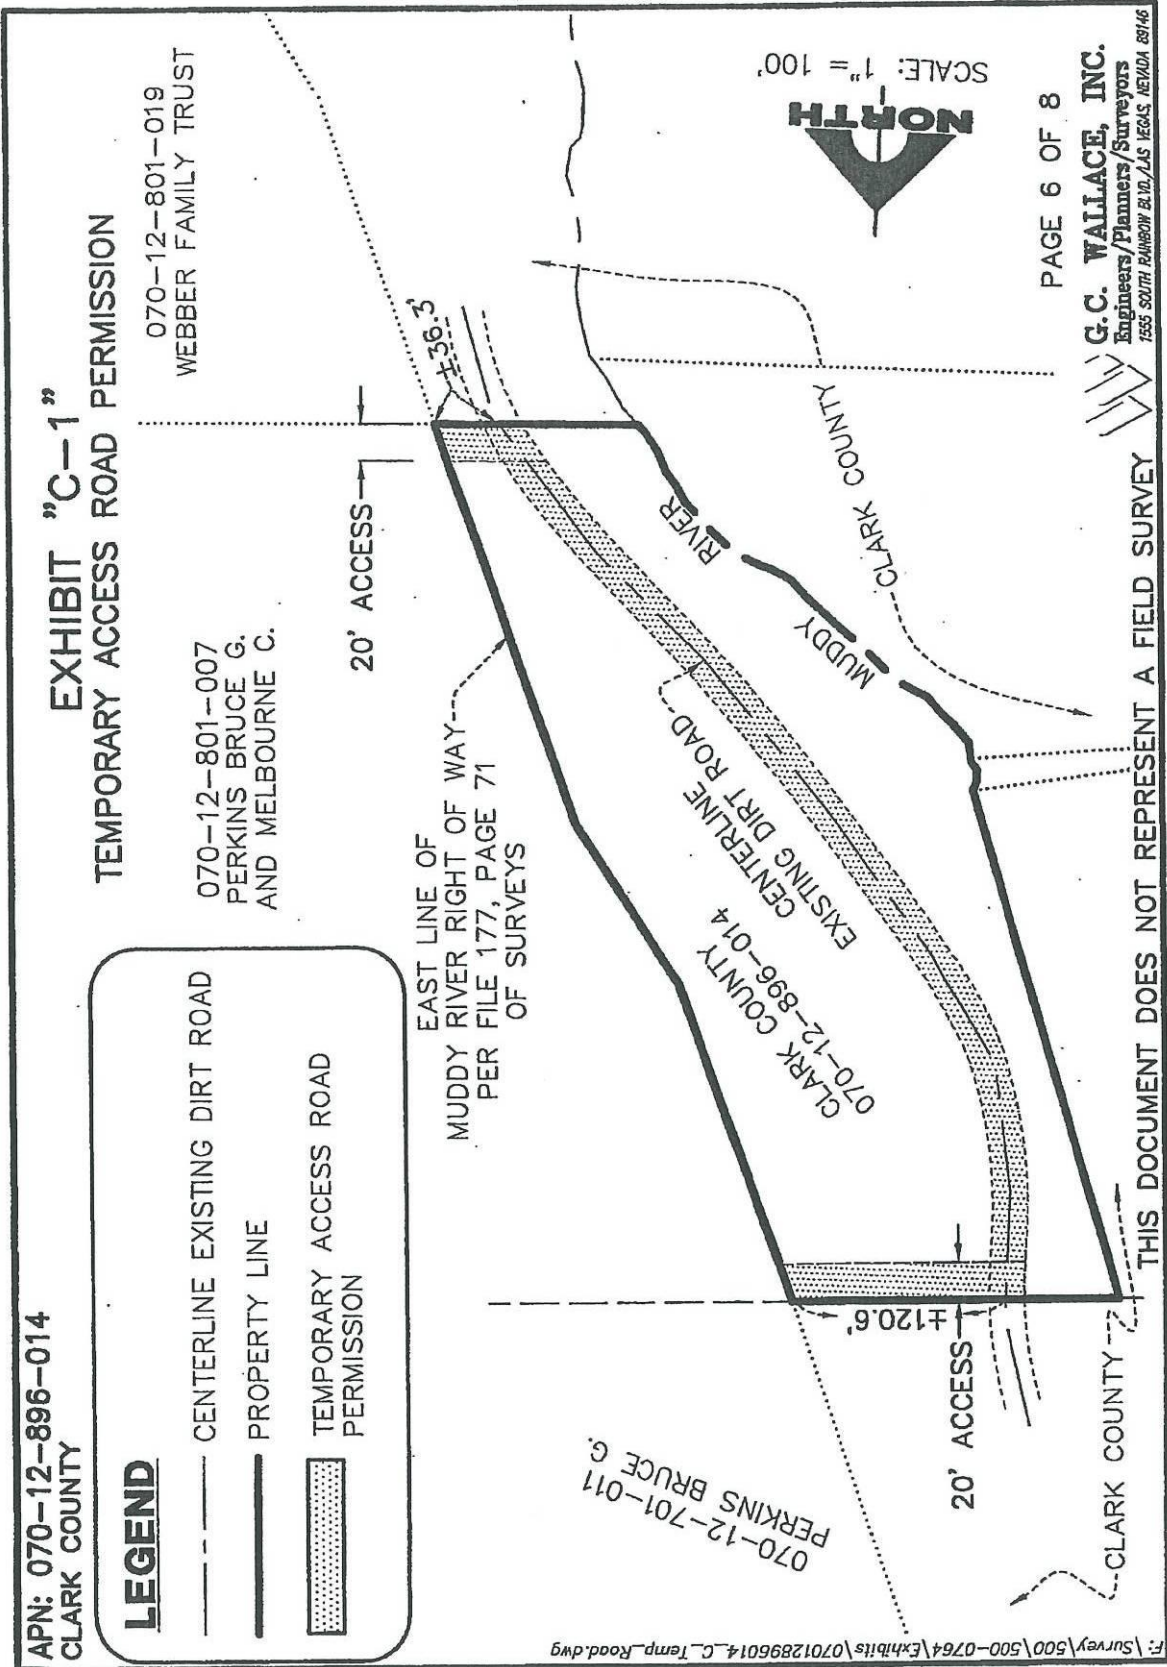 APN: 070-12-896-014
CLARK COUNTY
EXHIBIT "C-1"
TEMPORARY ACCESS ROAD PERMISSION
LEGEND
CENTERLINE EXISTING DIRT ROAD
PROPERTY LINE
TEMPORARY ACCESS ROAD
PERMISSION
070-12-801-007
PERKINS BRUCE G.
AND MELBOURNE C.
070-12-801-019
WEBBER FAMILY TRUST
20' ACCESS
±36.3'
EAST LINE OF
MUDDY RIVER RIGHT OF WAY
PER FILE 177, PAGE 71
OF SURVEYS
CENTERLINE
EXISTING DIRT ROAD
CLARK COUNTY
070-12-896-014
MUDDY RIVER
CLARK COUNTY
CLARK COUNTY
±120.6'
20' ACCESS
070-12-701-011
PERKINS BRUCE G.
CLARK COUNTY
NORTH
SCALE: 1" = 100'
PAGE 6 OF 8
G.C. WALLACE, INC.
Engineers/Planners/Surveyors
1555 SOUTH RAINBOW BLVD./LAS VEGAS, NEVADA 89146
THIS DOCUMENT DOES NOT REPRESENT A FIELD SURVEY
F:\Survey\500\500-0764\Exhibits\07012896014_C_Temp_Road.dwg